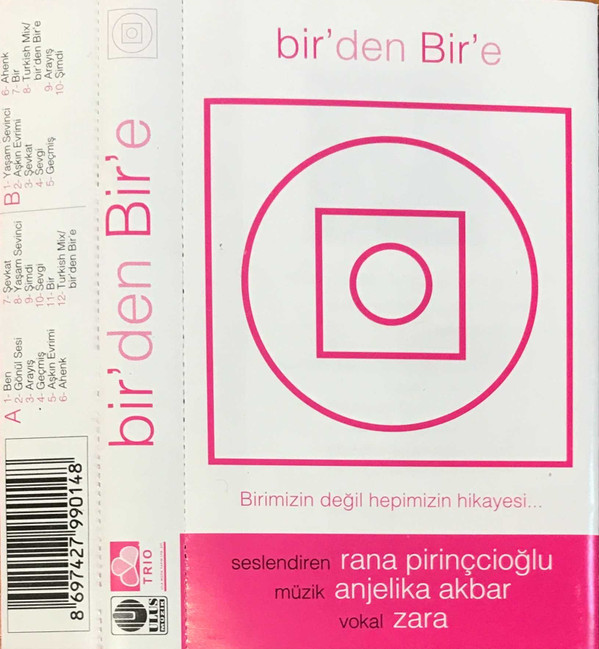 bir'den Bir'e
Birimizin değil hepimizin hikayesi...
seslendiren rana pirinçcioğlu
müzik anjelika akbar
vokal zara
bir'den Bir'e
TRIO
ULUS
MÜZİK
A
1- Ben
2- Gönül Sesi
3- Arayış
4- Geçmiş
5- Aşkın Evrimi
6- Ahenk
7- Şevkat
8- Yaşam Sevinci
9- Şimdi
10- Sevgi
11- Bir
12- Turkish Mix/
bir'den Bir'e
B
1- Yaşam Sevinci
2- Aşkın Evrimi
3- Şevkat
4- Sevgi
5- Geçmiş
6- Ahenk
7- Bir
8- Turkish Mix/
bir'den Bir'e
9- Arayış
10- Şimdi
8 697427 990148